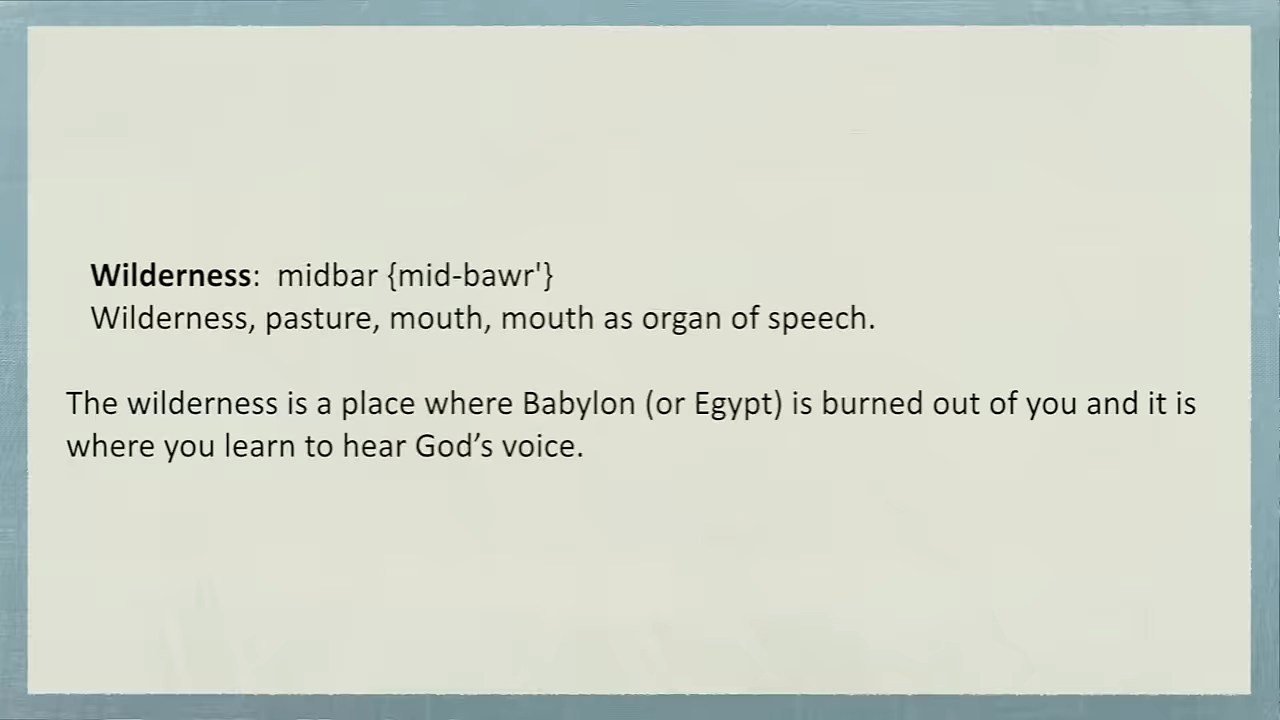 Wilderness:  midbar {mid-bawr'}
Wilderness, pasture, mouth, mouth as organ of speech.
The wilderness is a place where Babylon (or Egypt) is burned out of you and it is
where you learn to hear God’s voice.